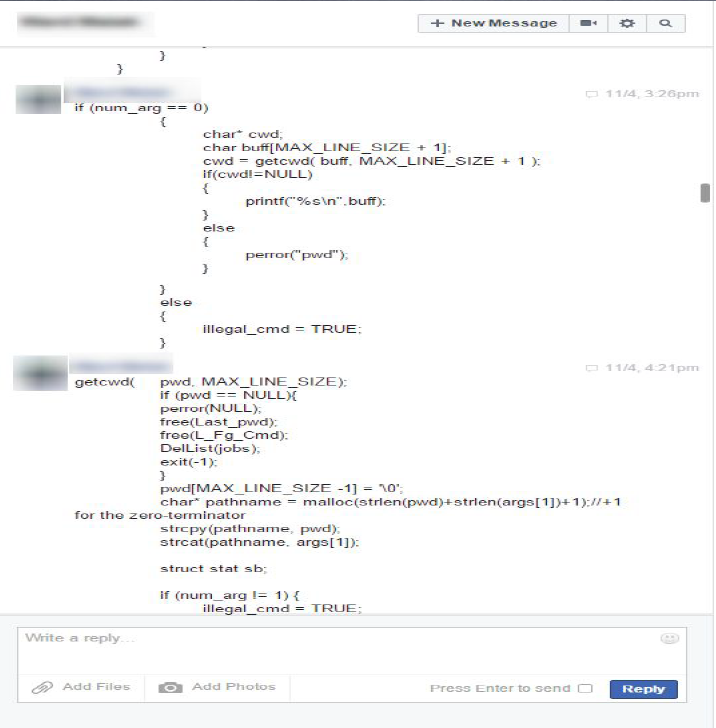 + New Message
}
}
11/4, 3:26pm
if (num_arg == 0)
{
char* cwd;
char buff[MAX_LINE_SIZE + 1];
cwd = getcwd( buff, MAX_LINE_SIZE + 1 );
if(cwd!=NULL)
{
printf("%s\n",buff);
}
else
{
perror("pwd");
}
}
else
{
illegal_cmd = TRUE;
}
11/4, 4:21pm
getcwd( pwd, MAX_LINE_SIZE);
if (pwd == NULL){
perror(NULL);
free(Last_pwd);
free(L_Fg_Cmd);
DelList(jobs);
exit(-1);
}
pwd[MAX_LINE_SIZE -1] = '\0';
char* pathname = malloc(strlen(pwd)+strlen(args[1])+1);//+1
for the zero-terminator
strcpy(pathname, pwd);
strcat(pathname, args[1]);
struct stat sb;
if (num_arg != 1) {
illegal_cmd = TRUE;
Write a reply...
Add Files Add Photos Press Enter to send Reply